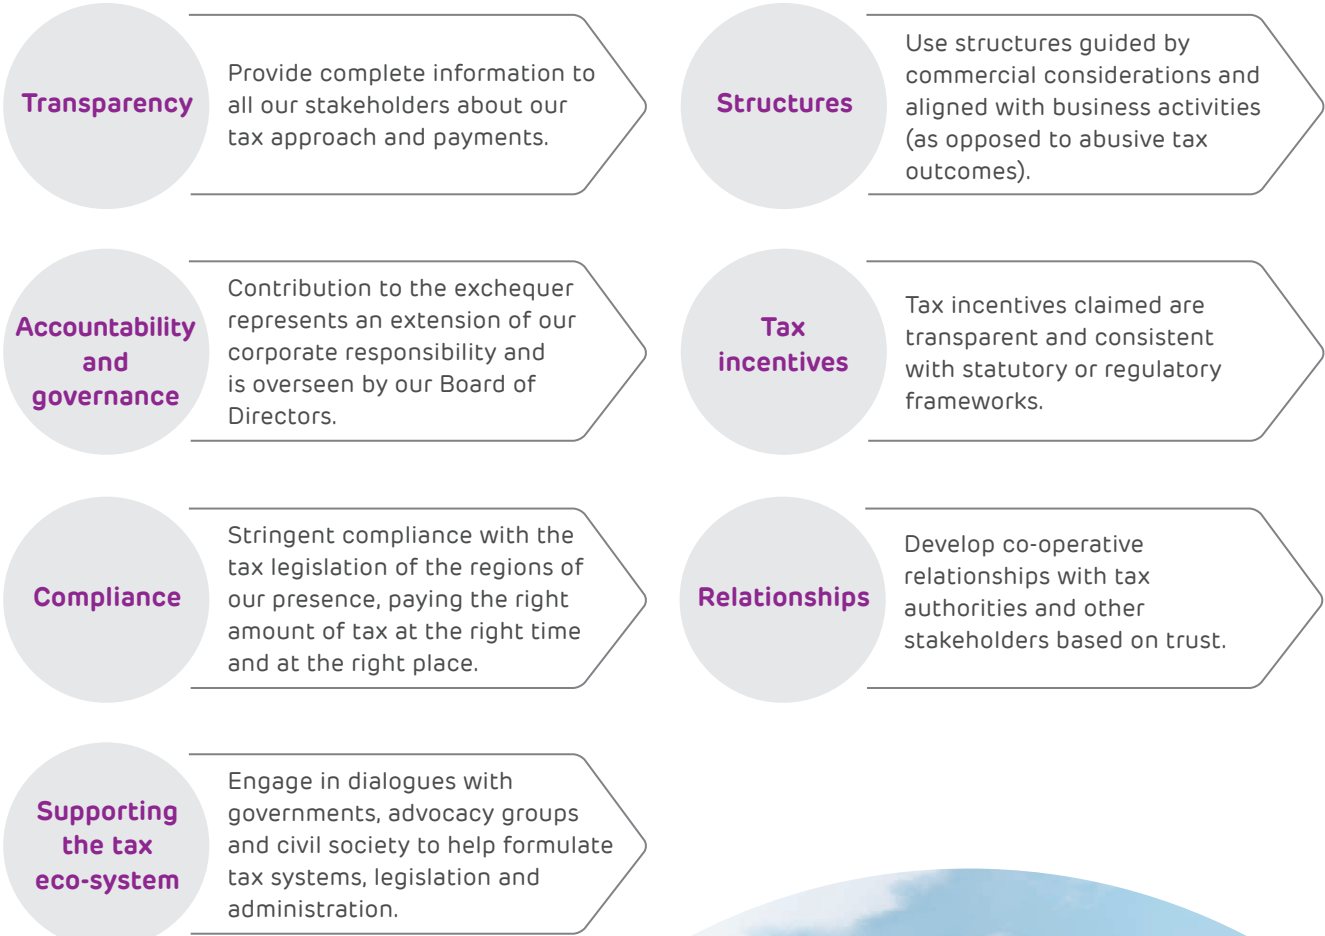 Transparency
Provide complete information to
all our stakeholders about our
tax approach and payments.
Structures
Use structures guided by
commercial considerations and
aligned with business activities
(as opposed to abusive tax
outcomes).
Accountability
and
governance
Contribution to the exchequer
represents an extension of our
corporate responsibility and
is overseen by our Board of
Directors.
Tax
incentives
Tax incentives claimed are
transparent and consistent
with statutory or regulatory
frameworks.
Compliance
Stringent compliance with the
tax legislation of the regions of
our presence, paying the right
amount of tax at the right time
and at the right place.
Relationships
Develop co-operative
relationships with tax
authorities and other
stakeholders based on trust.
Supporting
the tax
eco-system
Engage in dialogues with
governments, advocacy groups
and civil society to help formulate
tax systems, legislation and
administration.